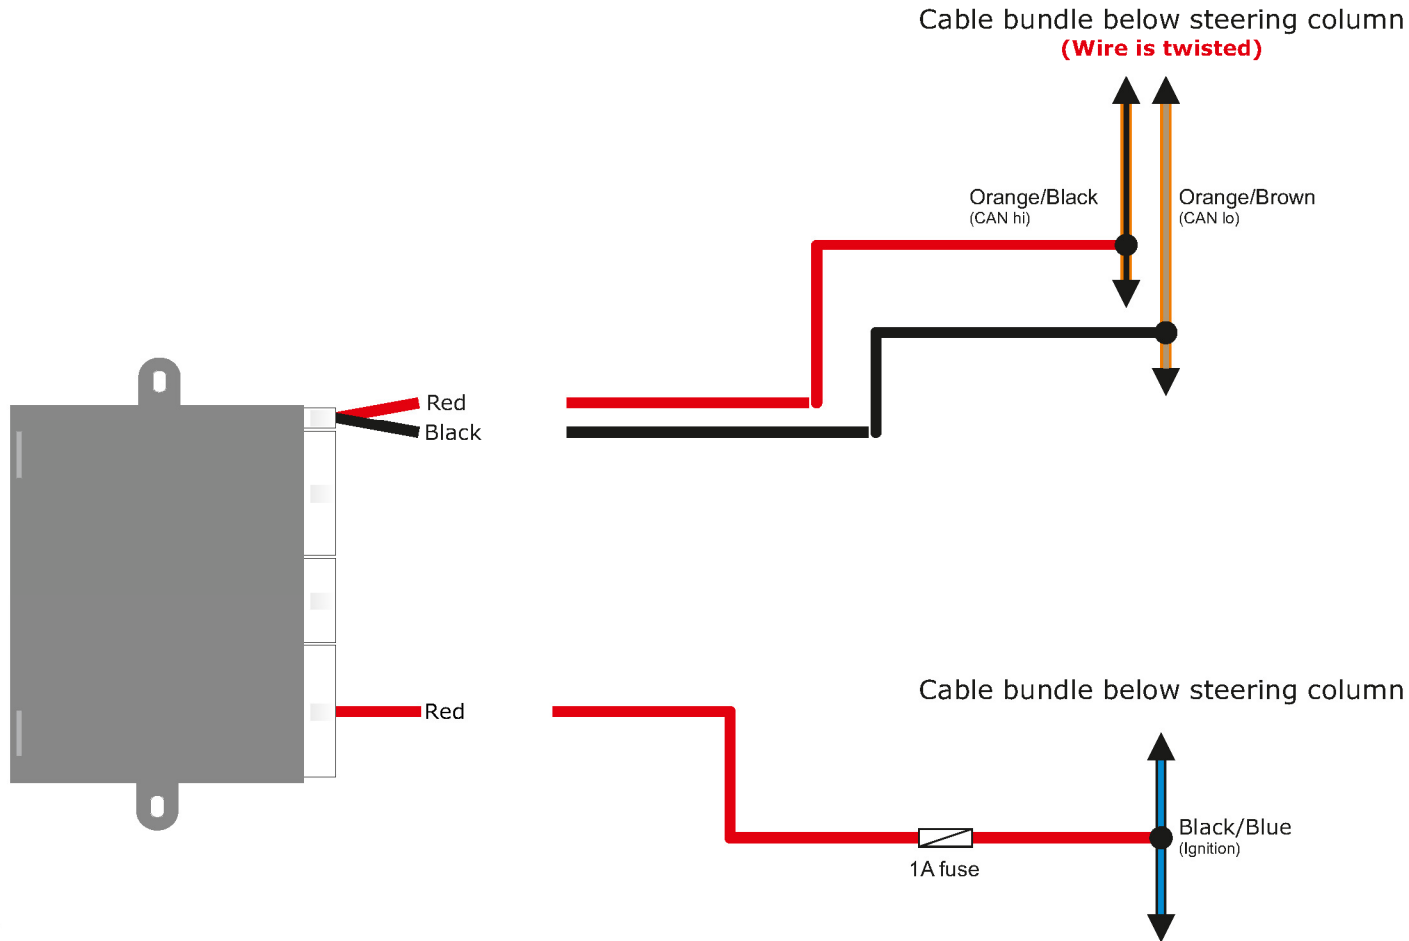 Cable bundle below steering column
(Wire is twisted)
Orange/Black
(CAN hi)
Orange/Brown
(CAN lo)
Red
Black
Cable bundle below steering column
Red
Black/Blue
(Ignition)
1A fuse